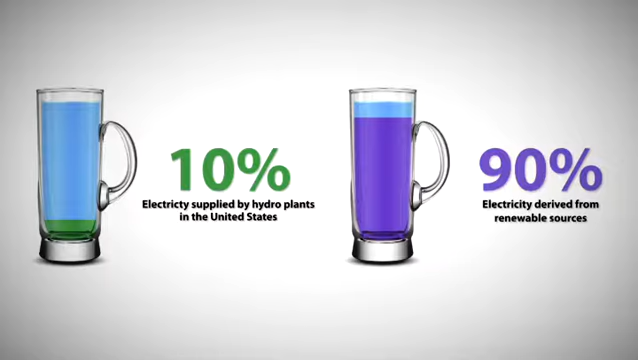 10%
Electricty supplied by hydro plants
in the United States
90%
Electricity derived from
renewable sources